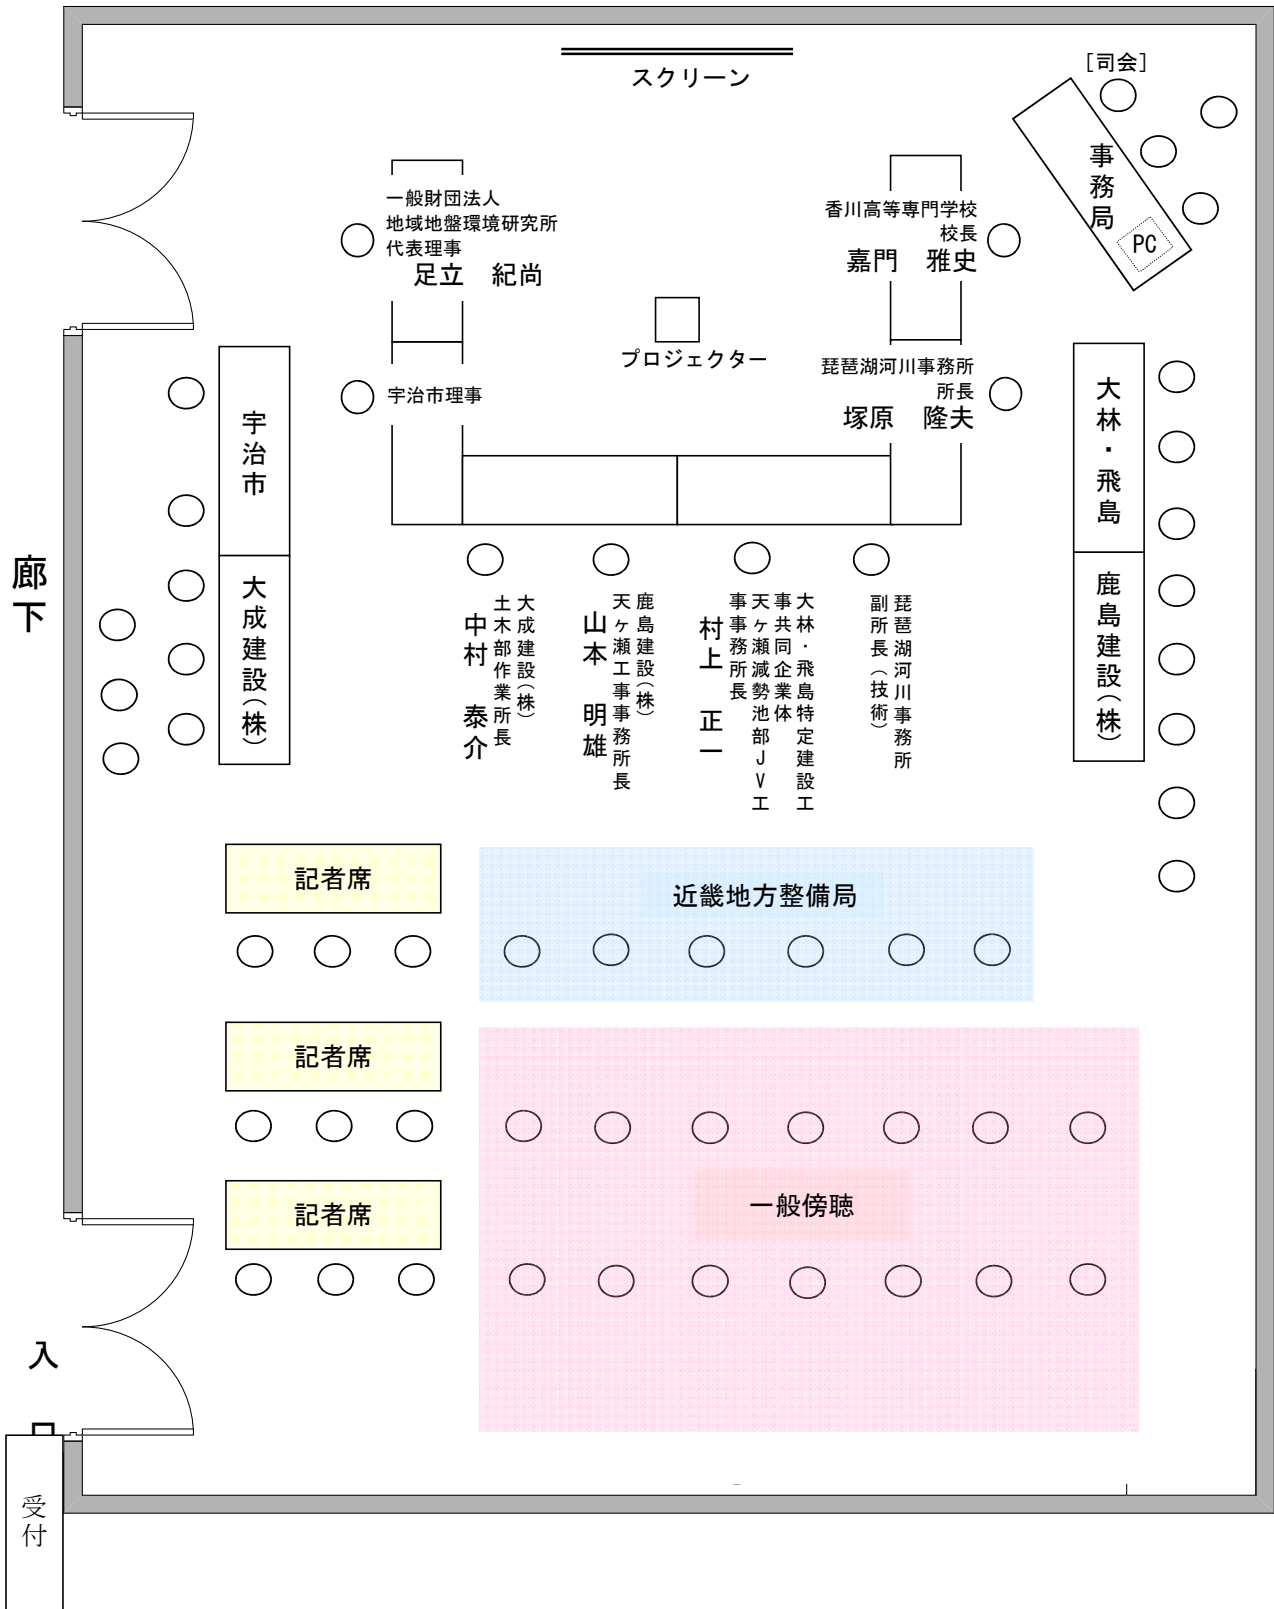 スクリーン
[司会]
事務局
PC
一般財団法人
地域地盤環境研究所
代表理事
足立　紀尚
香川高等専門学校
校長
嘉門　雅史
プロジェクター
宇治市理事
琵琶湖河川事務所
所長
塚原　隆夫
宇治市
大成建設(株)
大林・飛島
鹿島建設(株)
廊下
大成建設(株)
土木部作業所長
中村　泰介
鹿島建設(株)
天ヶ瀬工事事務所長
山本　明雄
大林・飛島特定建設工
事共同企業体
天ヶ瀬減勢池部JV工
事事務所長
村上　正一
琵琶湖河川事務所
副所長(技術)
記者席
近畿地方整備局
記者席
記者席
一般傍聴
入口
受付